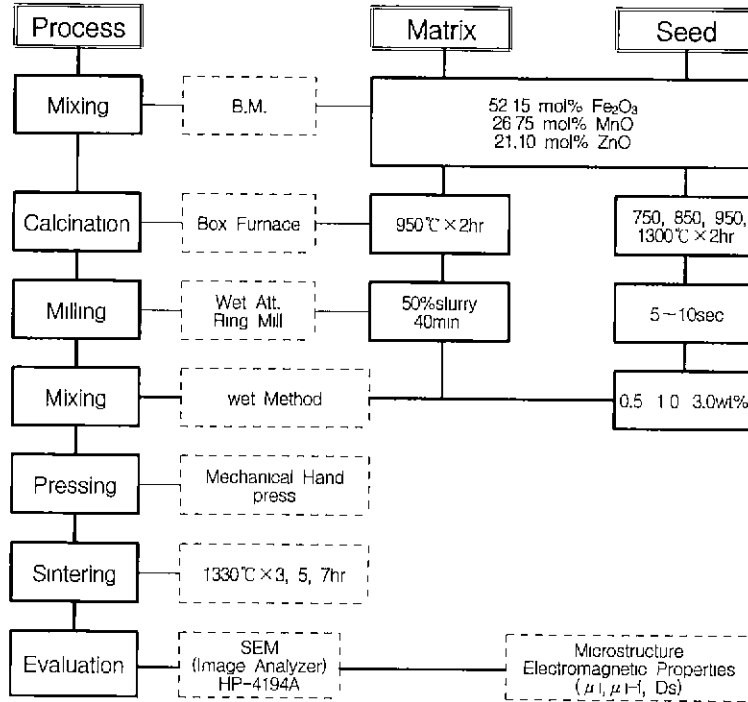 Process
Matrix
Seed
Mixing
B.M.
52 15 mol% Fe₂O₃
26 75 mol% MnO
21.10 mol% ZnO
Calcination
Box Furnace
950℃×2hr
750, 850, 950,
1300℃×2hr
Milling
Wet Att.
Ring Mill
50%slurry
40min
5~10sec
Mixing
wet Method
0.5 1 0 3.0wt%
Pressing
Mechanical Hand
press
Sintering
1330℃×3, 5, 7hr
Evaluation
SEM
(Image Analyzer)
HP-4194A
Microstructure
Electromagnetic Properties
(μi, μi-f, Ds)